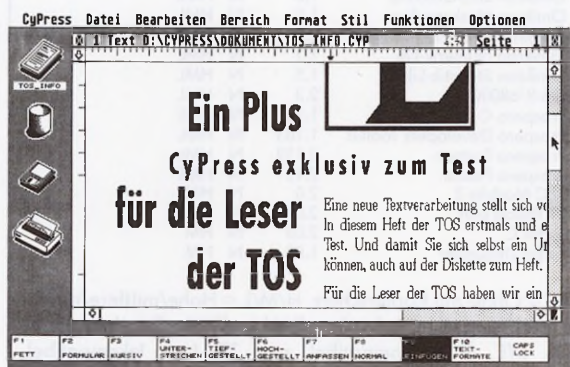 CyPress Datei Bearbeiten Bereich Format Stil Funktionen Optionen
1 Text D:\CYPRESS\DOKUMENT\TOS_INFO.CYP Seite 1
TOS_INFO
Ein Plus
CyPress exklusiv zum Test
für die Leser
der TOS
Eine neue Textverarbeitung stellt sich
In diesem Heft der TOS erstmals und
Test. Und damit Sie sich selbst ein
können, auch auf der Diskette zum Heft.
Für die Leser der TOS haben wir ein
F1 FETT
F2 FORMULAR
F3 KURSIV
F4 UNTER-STRICHEN
F5 TIEF-GESTELLT
F6 HOCH-GESTELLT
F7 ANFASSEN
F8 NORMAL
EINFUGEN
F10 TEXT-FORMATE
CAPS LOCK